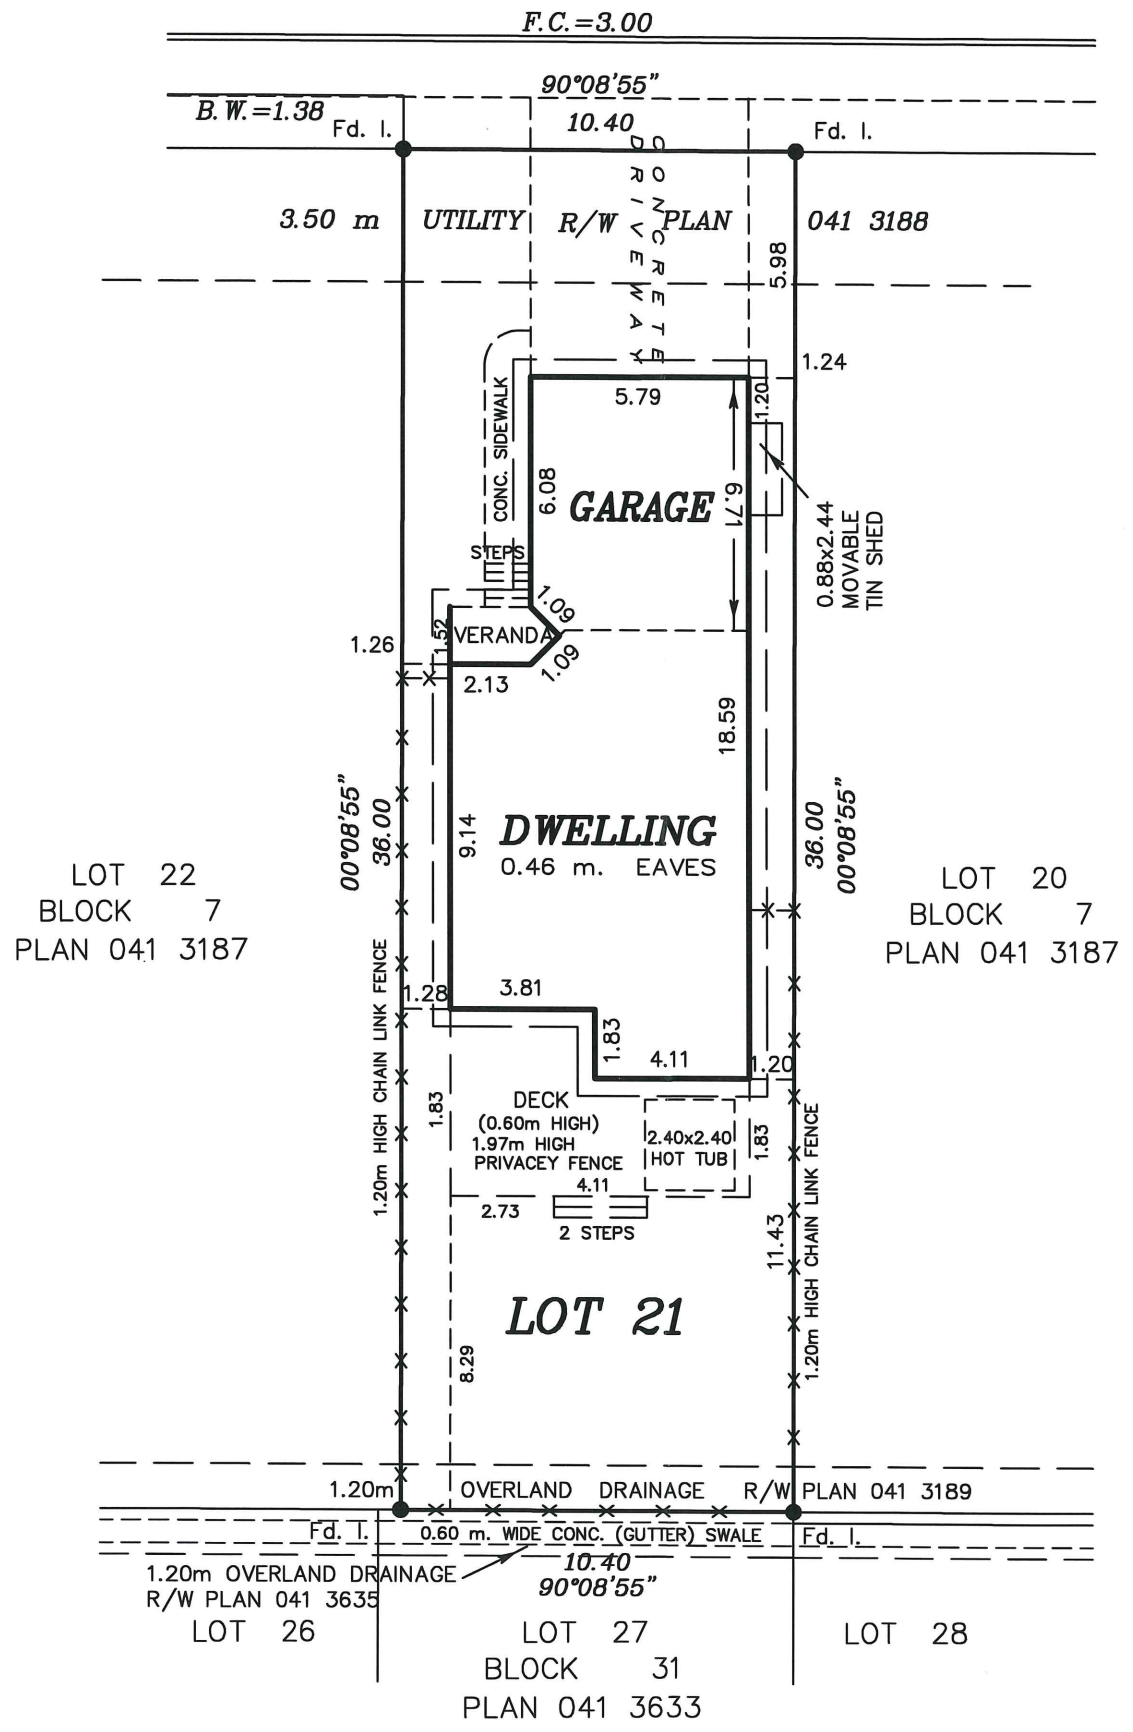 F.C.=3.00
90°08'55"
B.W.=1.38
10.40
Fd. I.
Fd. I.
CONCRETE
DRIVEWAY
3.50 m UTILITY R/W PLAN 041 3188
5.98
1.24
5.79
1.20
CONC. SIDEWALK
6.08
GARAGE
6.71
0.88x2.44
MOVABLE
TIN SHED
STEPS
1.09
1.52
VERANDA
1.09
1.26
2.13
18.59
00°08'55"
36.00
9.14
DWELLING
0.46 m. EAVES
36.00
00°08'55"
LOT 22
BLOCK 7
PLAN 041 3187
LOT 20
BLOCK 7
PLAN 041 3187
1.20m HIGH CHAIN LINK FENCE
1.28
3.81
1.83
4.11
1.20
1.83
DECK
(0.60m HIGH)
1.97m HIGH
PRIVACEY FENCE
2.40x2.40
HOT TUB
1.83
4.11
2.73
2 STEPS
11.43
1.20m HIGH CHAIN LINK FENCE
LOT 21
8.29
1.20m OVERLAND DRAINAGE R/W PLAN 041 3189
Fd. I.
0.60 m. WIDE CONC. (GUTTER) SWALE
Fd. I.
10.40
90°08'55"
1.20m OVERLAND DRAINAGE
R/W PLAN 041 3635
LOT 26
LOT 27
BLOCK 31
PLAN 041 3633
LOT 28